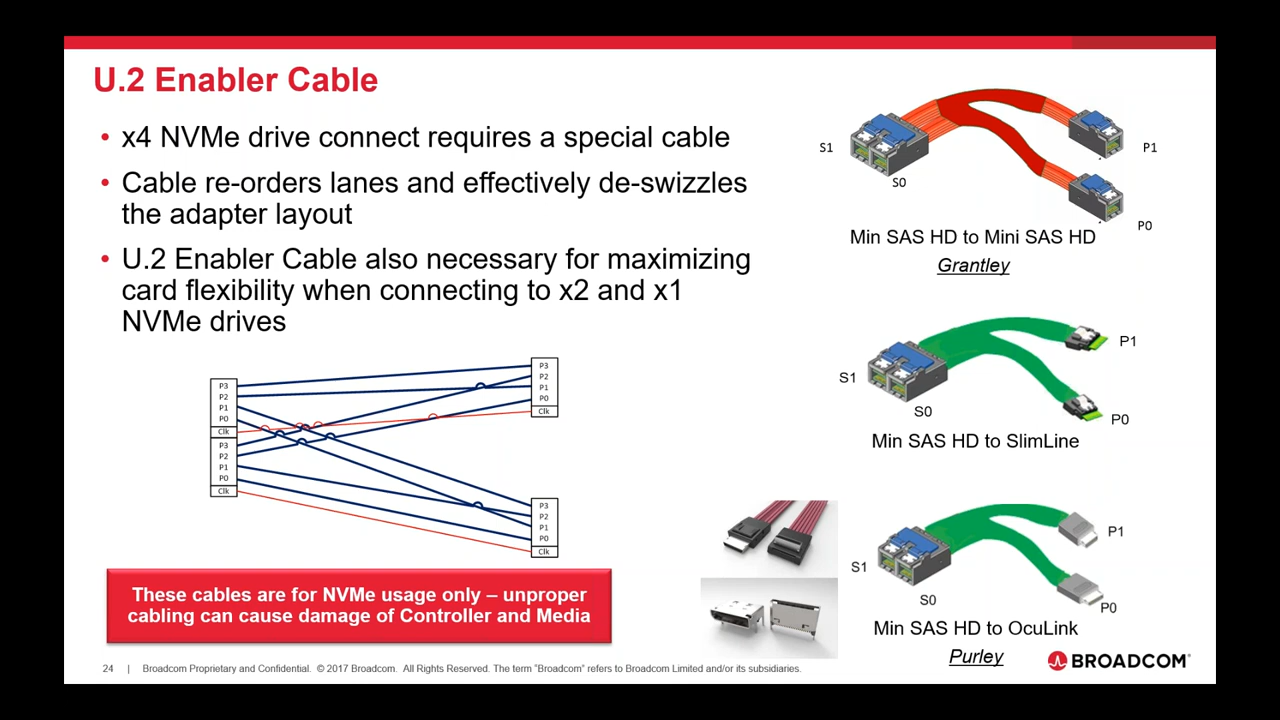 U.2 Enabler Cable
• x4 NVMe drive connect requires a special cable
• Cable re-orders lanes and effectively de-swizzles
the adapter layout
• U.2 Enabler Cable also necessary for maximizing
card flexibility when connecting to x2 and x1
NVMe drives
P3
P2
P1
P0
Clk
P3
P2
P1
P0
Clk
P3
P2
P1
P0
Clk
P3
P2
P1
P0
Clk
These cables are for NVMe usage only – unproper
cabling can cause damage of Controller and Media
S1
S0
P1
P0
Min SAS HD to Mini SAS HD
Grantley
S1
S0
P1
P0
Min SAS HD to SlimLine
S1
S0
P1
P0
Min SAS HD to OcuLink
Purley
24 | Broadcom Proprietary and Confidential. © 2017 Broadcom. All Rights Reserved. The term "Broadcom" refers to Broadcom Limited and/or its subsidiaries.
BROADCOM®